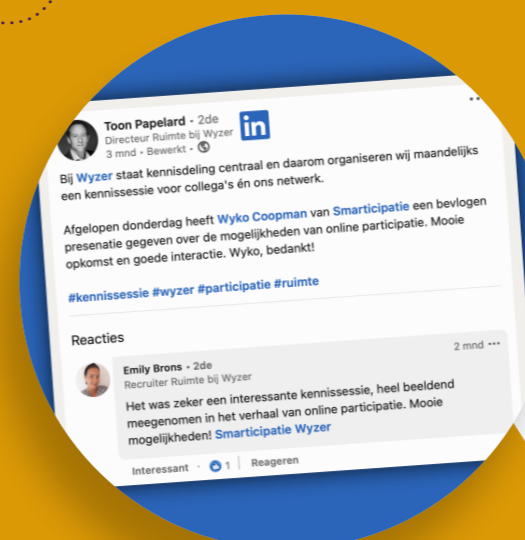 Toon Papelard · 2de
Directeur Ruimte bij Wyzer
3 mnd · Bewerkt ·
in
Bij Wyzer staat kennisdeling centraal en daarom organiseren wij maandelijks
een kennissessie voor collega's én ons netwerk.
Afgelopen donderdag heeft Wyko Coopman van Smarticipatie een bevlogen
presenatie gegeven over de mogelijkheden van online participatie. Mooie
opkomst en goede interactie. Wyko, bedankt!
#kennissessie #wyzer #participatie #ruimte
Reacties
Emily Brons · 2de
2 mnd
Recruiter Ruimte bij Wyzer
Het was zeker een interessante kennissessie, heel beeldend
meegenomen in het verhaal van online participatie. Mooie
mogelijkheden! Smarticipatie Wyzer
Interessant · 1 | Reageren